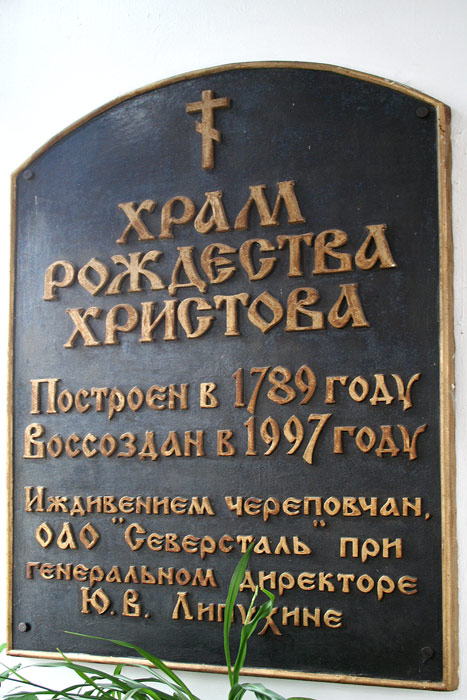 ХРАМ
РОЖДЕСТВА
ХРИСТОВА
Построен в 1789 году
Воссоздан в 1997 году
Иждивением череповчан,
ОАО "Северсталь" при
генеральном директоре
Ю. В. Липухине